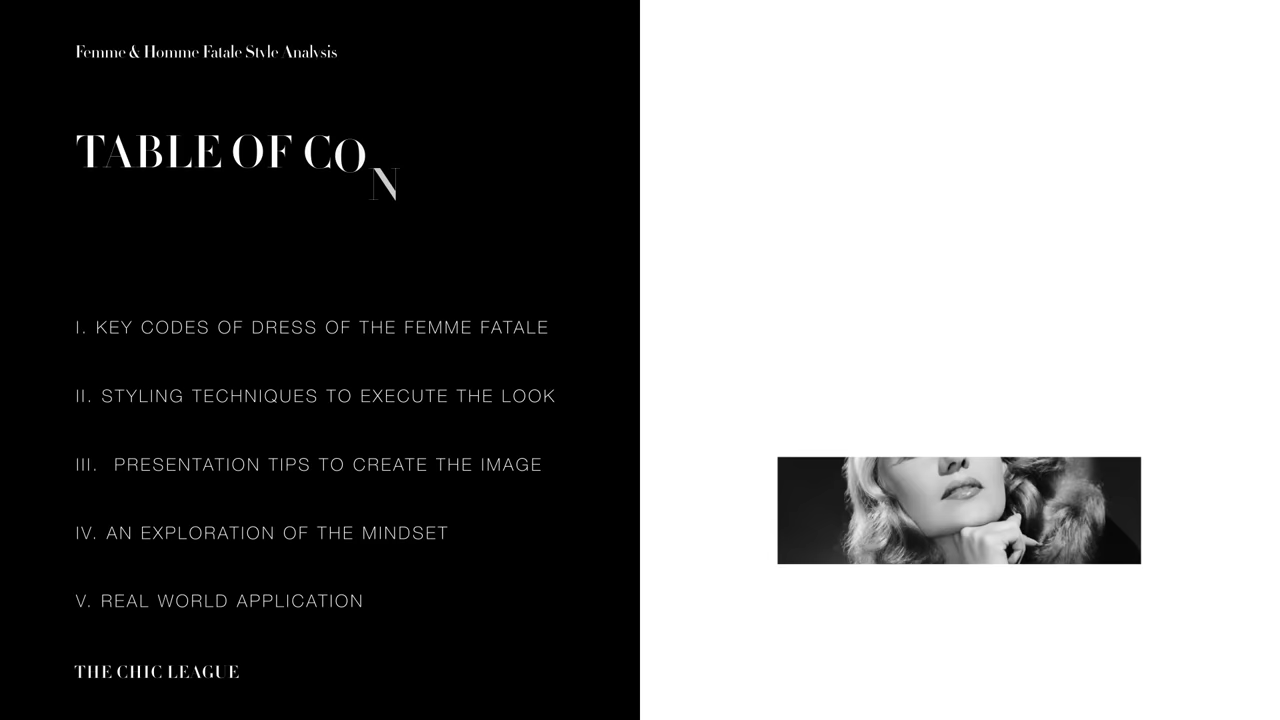 Femme & Homme Fatale Style Analysis
TABLE OF CON
I. KEY CODES OF DRESS OF THE FEMME FATALE
II. STYLING TECHNIQUES TO EXECUTE THE LOOK
III. PRESENTATION TIPS TO CREATE THE IMAGE
IV. AN EXPLORATION OF THE MINDSET
V. REAL WORLD APPLICATION
THE CHIC LEAGUE